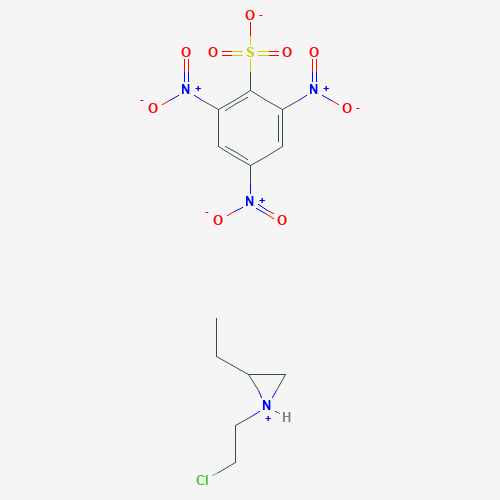 O -
O S O
O O
- O N + N + O -
- O N + O
N H
+
Cl